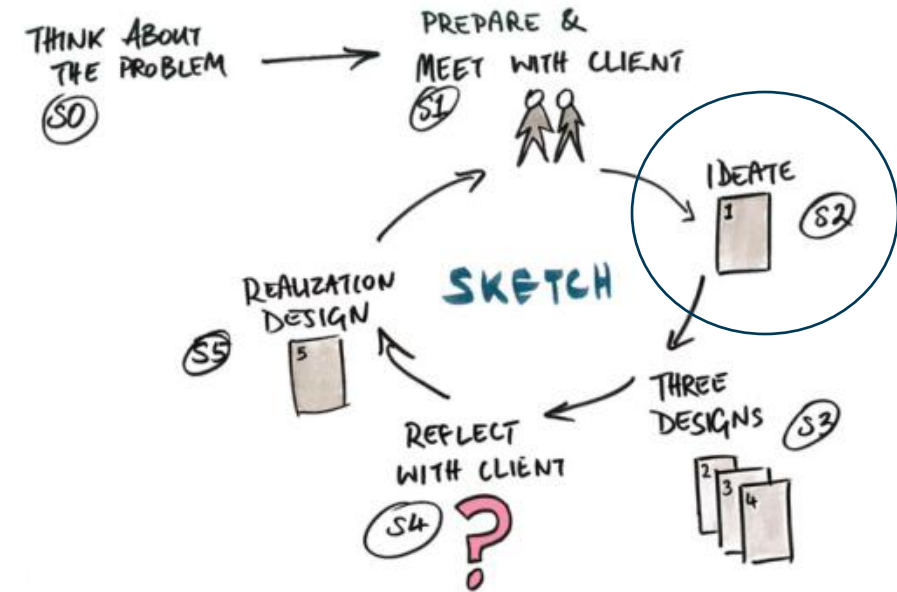 THINK ABOUT
THE PROBLEM
S0
PREPARE &
MEET WITH CLIENT
S1
IDEATE
1
S2
SKETCH
THREE
DESIGNS
S3
2
3
4
REFLECT
WITH CLIENT
S4
?
REALIZATION
DESIGN
S5
5